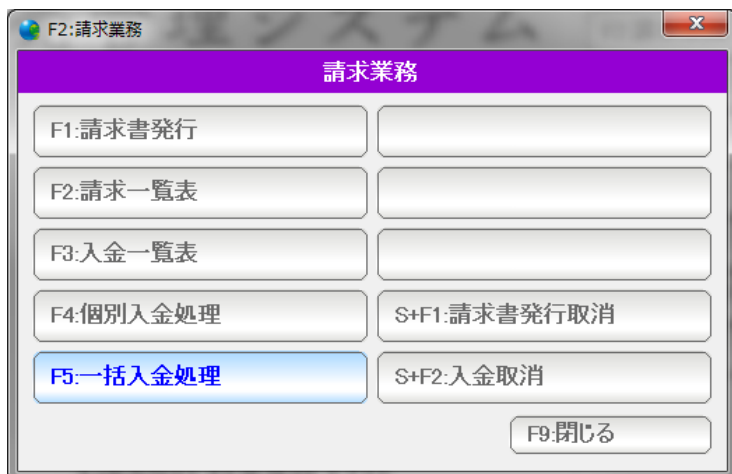 F2:請求業務
請求業務
F1:請求書発行
F2:請求一覧表
F3:入金一覧表
F4:個別入金処理
S+F1:請求書発行取消
F5:一括入金処理
S+F2:入金取消
F9:閉じる